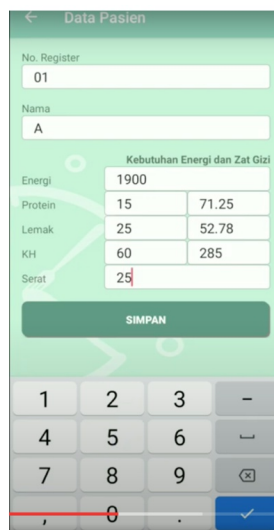 ← Data Pasien
No. Register
01
Nama
A
Kebutuhan Energi dan Zat Gizi
Energi 1900
Protein 15 71.25
Lemak 25 52.78
KH 60 285
Serat 25
SIMPAN
1 2 3 -
4 5 6
7 8 9
, 0 .